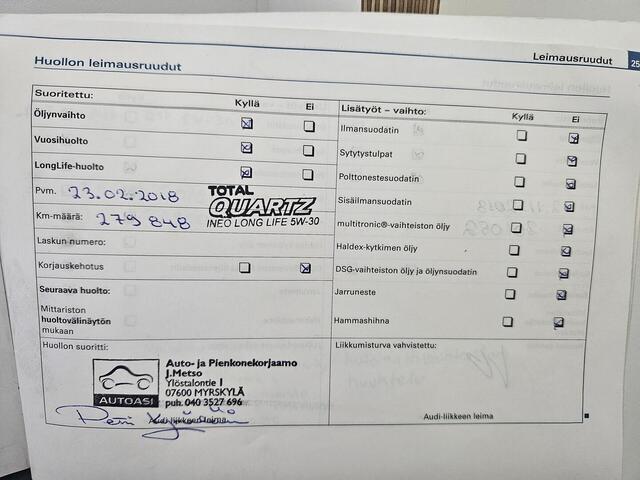 Leimausruudut
25
Huollon leimausruudut
Suoritettu:
Kyllä
Ei
Öljynvaihto
Vuosihuolto
LongLife-huolto
Pvm. 23.02.2018
Km-määrä: 279 848
TOTAL
QUARTZ
INEO LONG LIFE 5W-30
Laskun numero:
Korjauskehotus
Seuraava huolto:
Mittariston
huoltovälinäytön
mukaan
Lisätyöt – vaihto:
Kyllä
Ei
Ilmansuodatin
Sytytystulpat
Polttonestesuodatin
Sisäilmansuodatin
multitronic®-vaihteiston öljy
Haldex-kytkimen öljy
DSG-vaihteiston öljy ja öljynsuodatin
Jarruneste
Hammashihna
Huollon suoritti:
AUTOASI
Auto- ja Pienkonekorjaamo
J.Metso
Ylöstalontie 1
07600 MYRSKYLÄ
puh. 040 3527 696
Audi-liikkeen leima
Liikkumisturva vahvistettu:
Audi-liikkeen leima